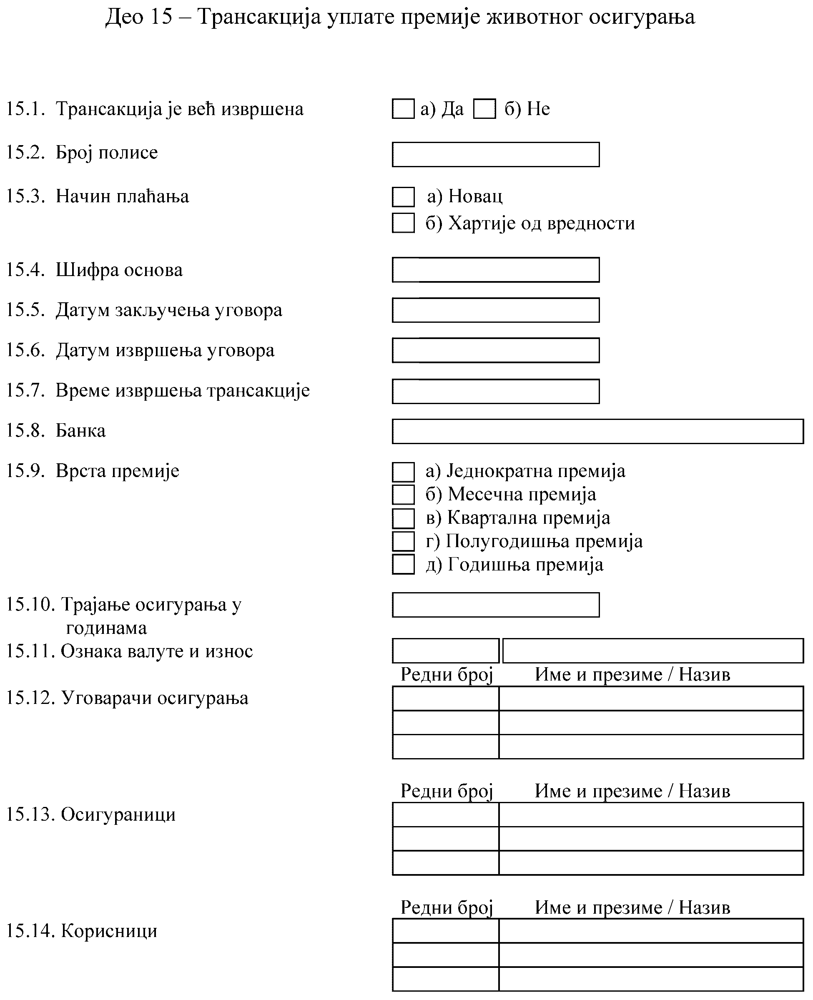 Део 15 – Трансакција уплате премије животног осигурања
15.1. Трансакција је већ извршена а) Да б) Не
15.2. Број полисе
15.3. Начин плаћања а) Новац
б) Хартије од вредности
15.4. Шифра основа
15.5. Датум закључења уговора
15.6. Датум извршења уговора
15.7. Време извршења трансакције
15.8. Банка
15.9. Врста премије а) Једнократна премија
б) Месечна премија
в) Квартална премија
г) Полугодишња премија
д) Годишња премија
15.10. Трајање осигурања у
годинама
15.11. Ознака валуте и износ
Редни број Име и презиме / Назив
15.12. Уговарачи осигурања
Редни број Име и презиме / Назив
15.13. Осигураници
Редни број Име и презиме / Назив
15.14. Корисници